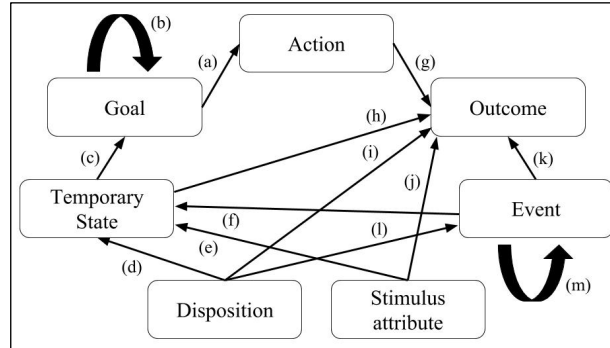 (b)
Action
(a)
(g)
Goal
Outcome
(h)
(i)
(c)
(j)
(k)
Temporary
State
Event
(f)
(l)
(e)
(d)
(m)
Disposition
Stimulus
attribute